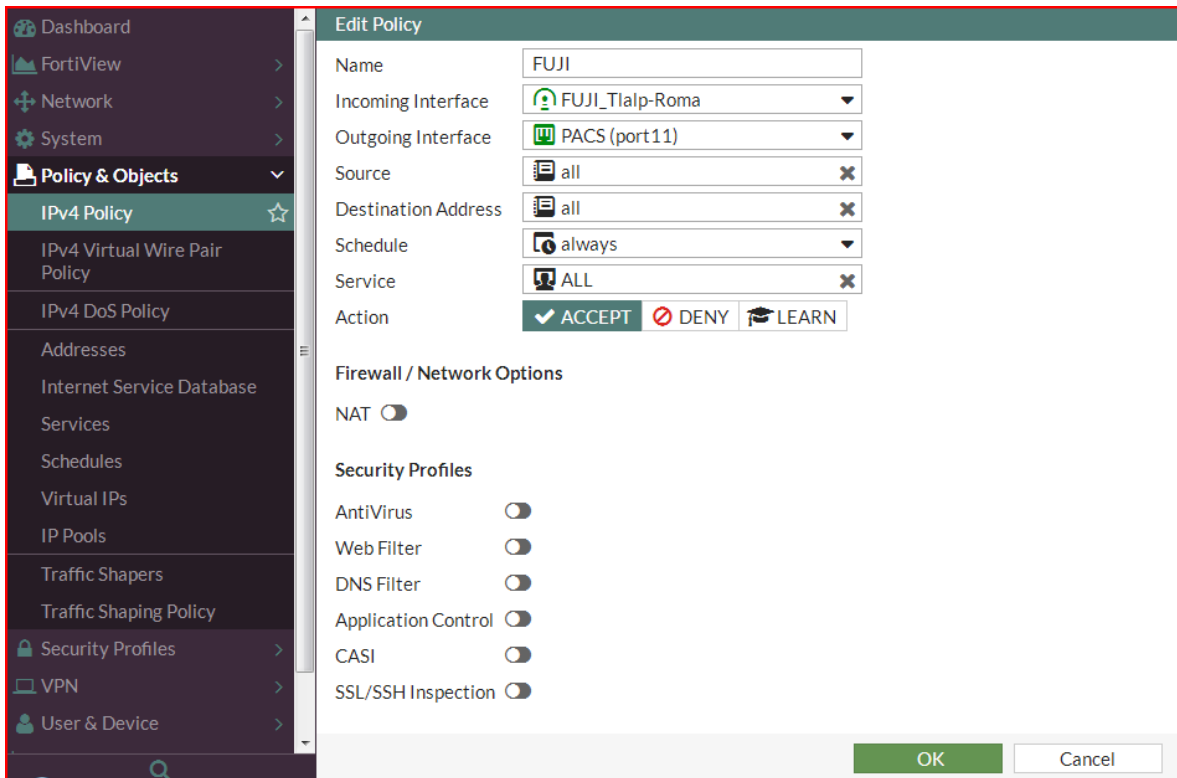 Dashboard
FortiView
Network
System
Policy & Objects
IPv4 Policy
IPv4 Virtual Wire Pair
Policy
IPv4 DoS Policy
Addresses
Internet Service Database
Services
Schedules
Virtual IPs
IP Pools
Traffic Shapers
Traffic Shaping Policy
Security Profiles
VPN
User & Device
Edit Policy
Name FUJI
Incoming Interface FUJI_Tlalp-Roma
Outgoing Interface PACS (port11)
Source all
Destination Address all
Schedule always
Service ALL
Action ACCEPT DENY LEARN
Firewall / Network Options
NAT
Security Profiles
AntiVirus
Web Filter
DNS Filter
Application Control
CASI
SSL/SSH Inspection
OK Cancel